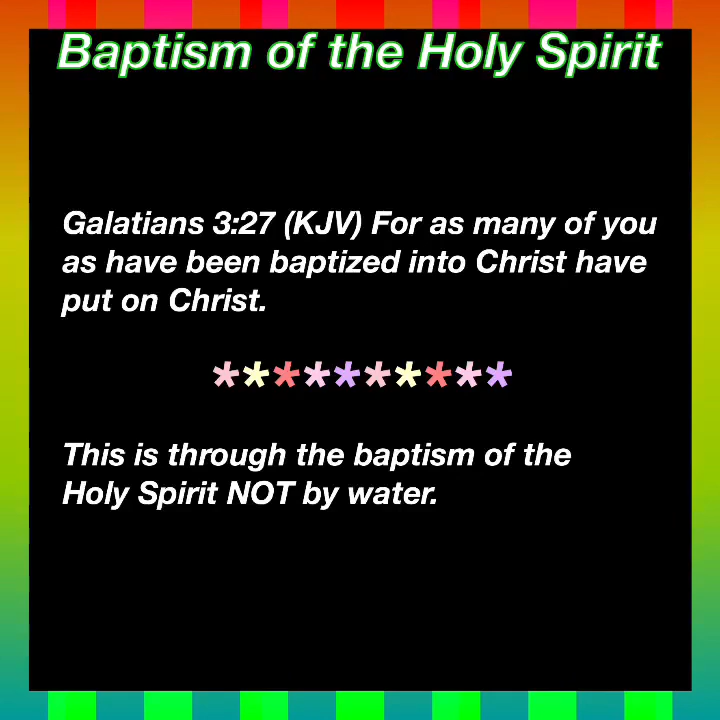 Baptism of the Holy Spirit
Galatians 3:27 (KJV) For as many of you
as have been baptized into Christ have
put on Christ.
**********
This is through the baptism of the
Holy Spirit NOT by water.